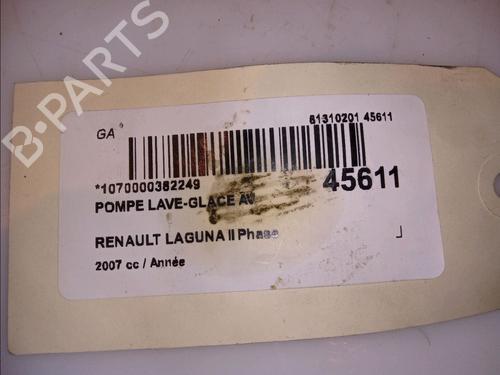 B-PARTS
GA
61310201 45611
*1070000382249
45611
POMPE LAVE-GLACE AV
RENAULT LAGUNA II Phase
2007 cc / Année